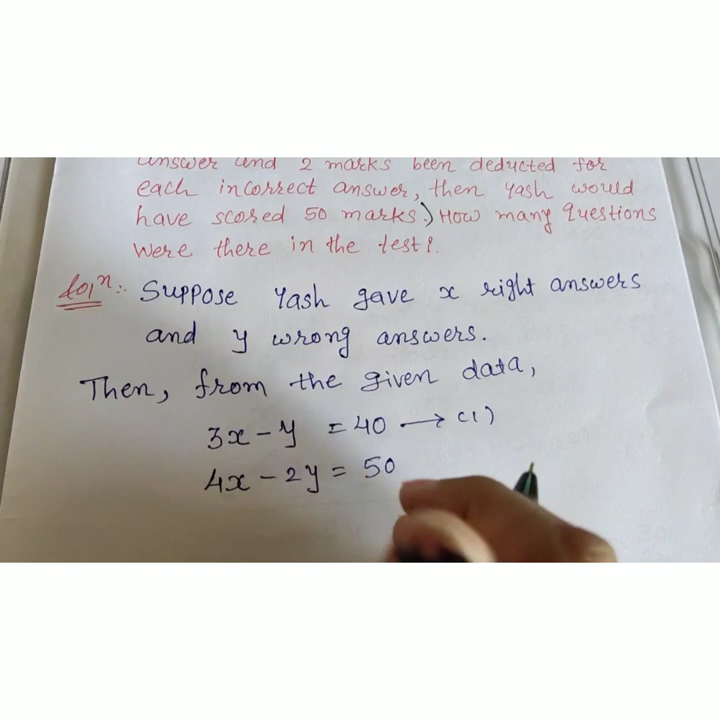 answer and 2 marks been deducted for
each incorrect answer, then Yash would
have scored 50 marks) How many Questions
were there in the test?
Solⁿ:- Suppose Yash gave x right answers
and y wrong answers.
Then, from the given data,
3x - y = 40 → (1)
4x - 2y = 50